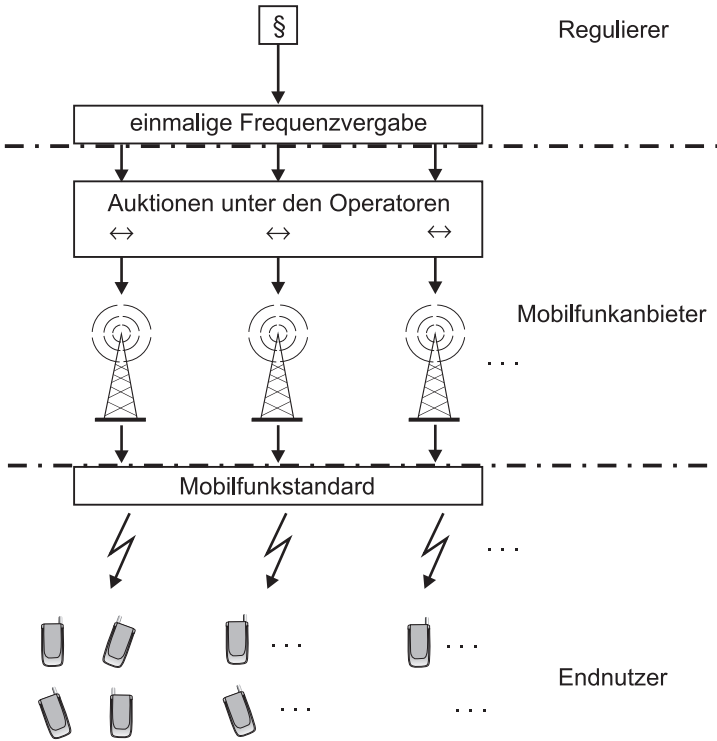 §
Regulierer
einmalige Frequenzvergabe
Auktionen unter den Operatoren
Mobilfunkanbieter
. . .
Mobilfunkstandard
. . .
. . .
. . .
Endnutzer
. . .
. . .